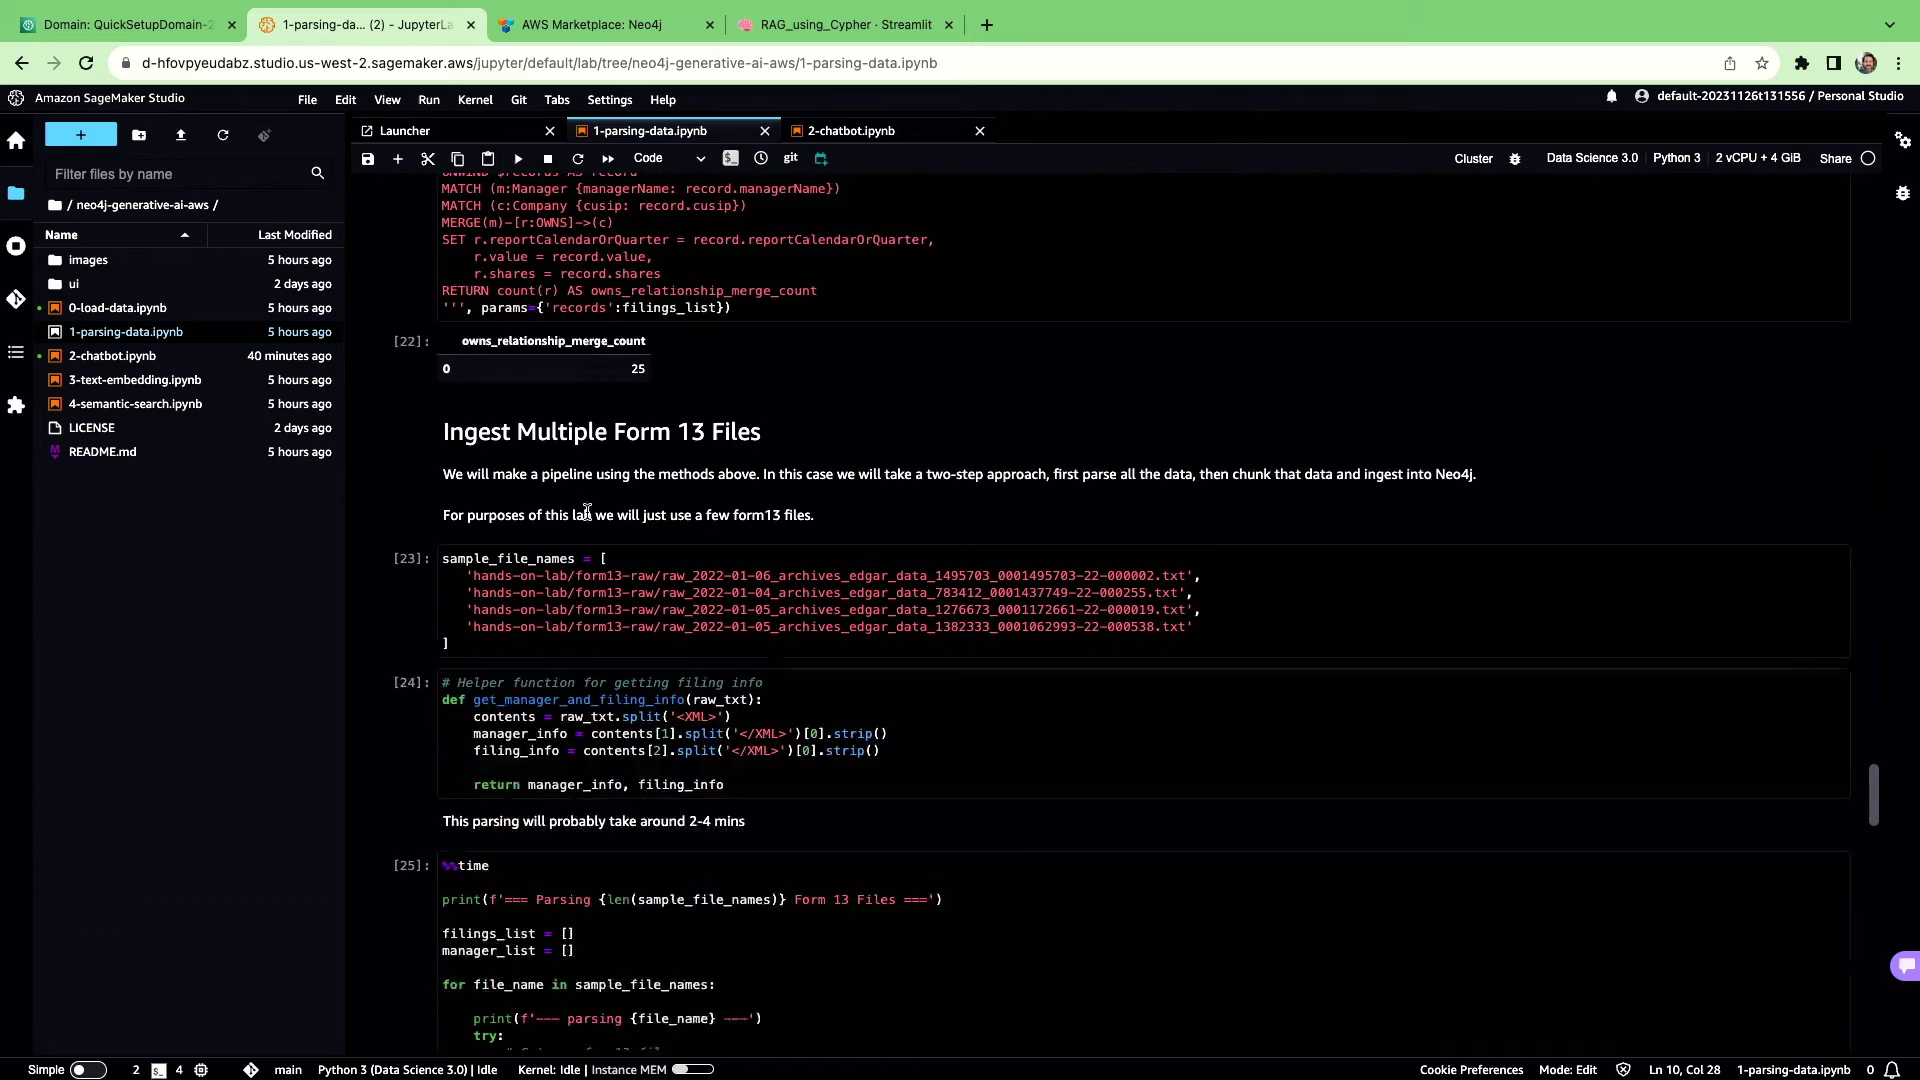 Domain: QuickSetupDomain-2
1-parsing-da... (2) - JupyterLa
AWS Marketplace: Neo4j
RAG_using_Cypher · Streamlit
d-hfovpyeudabz.studio.us-west-2.sagemaker.aws/jupyter/default/lab/tree/neo4j-generative-ai-aws/1-parsing-data.ipynb
Amazon SageMaker Studio
File Edit View Run Kernel Git Tabs Settings Help
default-20231126t131556 / Personal Studio
Launcher
1-parsing-data.ipynb
2-chatbot.ipynb
Code
git
Cluster
Data Science 3.0
Python 3
2 vCPU + 4 GiB
Share
Filter files by name
/ neo4j-generative-ai-aws /
Name Last Modified
images 5 hours ago
ui 2 days ago
0-load-data.ipynb 5 hours ago
1-parsing-data.ipynb 5 hours ago
2-chatbot.ipynb 40 minutes ago
3-text-embedding.ipynb 5 hours ago
4-semantic-search.ipynb 5 hours ago
LICENSE 2 days ago
README.md 5 hours ago
UNWIND $records AS record
MATCH (m:Manager {managerName: record.managerName})
MATCH (c:Company {cusip: record.cusip})
MERGE(m)-[r:OWNS]->(c)
SET r.reportCalendarOrQuarter = record.reportCalendarOrQuarter,
r.value = record.value,
r.shares = record.shares
RETURN count(r) AS owns_relationship_merge_count
''', params={'records':filings_list})
[22]: owns_relationship_merge_count
0 25
Ingest Multiple Form 13 Files
We will make a pipeline using the methods above. In this case we will take a two-step approach, first parse all the data, then chunk that data and ingest into Neo4j.
For purposes of this lab we will just use a few form13 files.
[23]: sample_file_names = [
'hands-on-lab/form13-raw/raw_2022-01-06_archives_edgar_data_1495703_0001495703-22-000002.txt',
'hands-on-lab/form13-raw/raw_2022-01-04_archives_edgar_data_783412_0001437749-22-000255.txt',
'hands-on-lab/form13-raw/raw_2022-01-05_archives_edgar_data_1276673_0001172661-22-000019.txt',
'hands-on-lab/form13-raw/raw_2022-01-05_archives_edgar_data_1382333_0001062993-22-000538.txt'
]
[24]: # Helper function for getting filing info
def get_manager_and_filing_info(raw_txt):
contents = raw_txt.split('<XML>')
manager_info = contents[1].split('</XML>')[0].strip()
filing_info = contents[2].split('</XML>')[0].strip()
return manager_info, filing_info
This parsing will probably take around 2-4 mins
[25]: %%time
print(f'=== Parsing {len(sample_file_names)} Form 13 Files ===')
filings_list = []
manager_list = []
for file_name in sample_file_names:
print(f'--- parsing {file_name} ---')
try:
Simple 2 4 main Python 3 (Data Science 3.0) | Idle Kernel: Idle | Instance MEM
Cookie Preferences Mode: Edit Ln 10, Col 28 1-parsing-data.ipynb 0